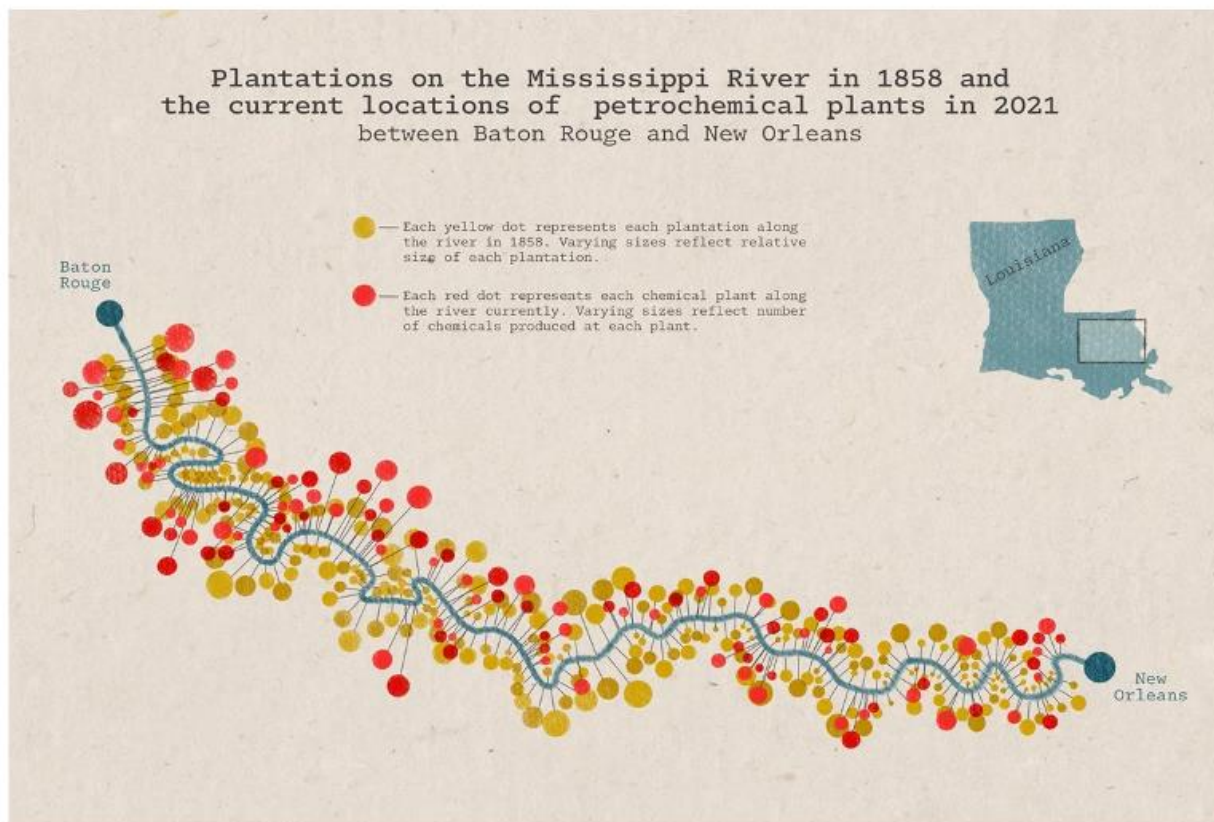 Plantations on the Mississippi River in 1858 and
the current locations of petrochemical plants in 2021
between Baton Rouge and New Orleans
Each yellow dot represents each plantation along
the river in 1858. Varying sizes reflect relative
size of each plantation.
Each red dot represents each chemical plant along
the river currently. Varying sizes reflect number
of chemicals produced at each plant.
Louisiana
Baton
Rouge
New
Orleans